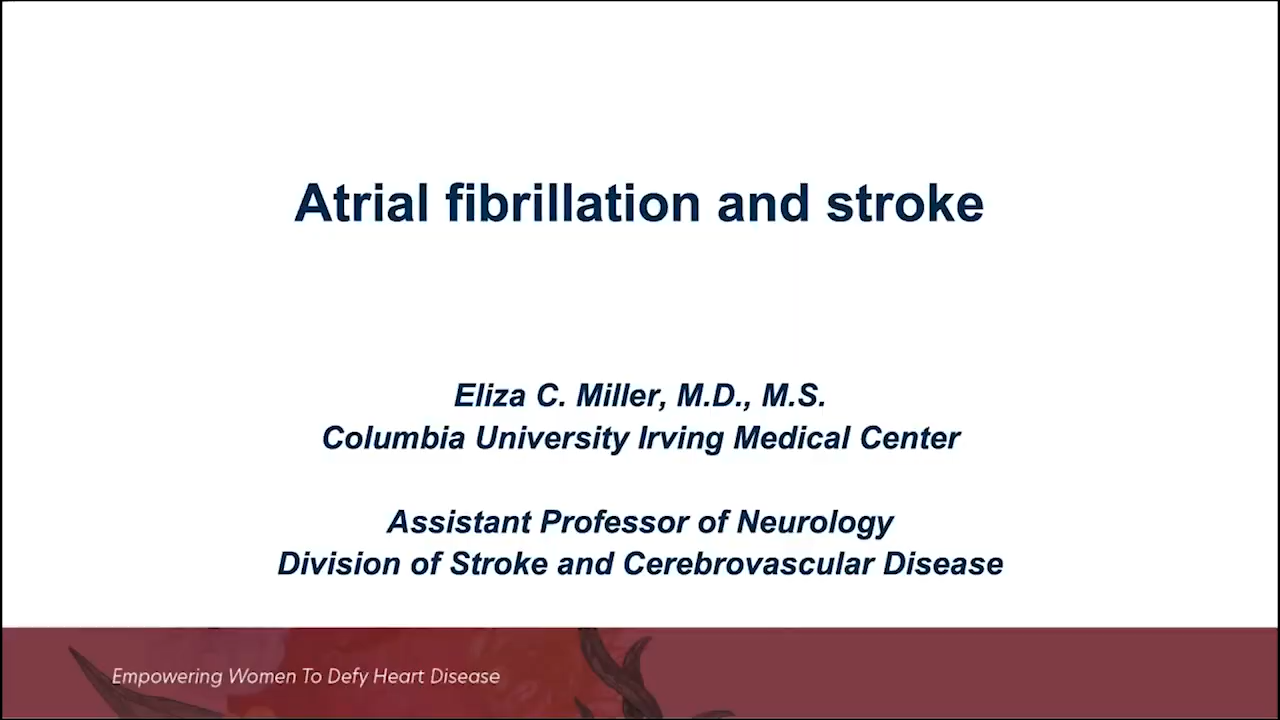 Atrial fibrillation and stroke
Eliza C. Miller, M.D., M.S.
Columbia University Irving Medical Center
Assistant Professor of Neurology
Division of Stroke and Cerebrovascular Disease
Empowering Women To Defy Heart Disease